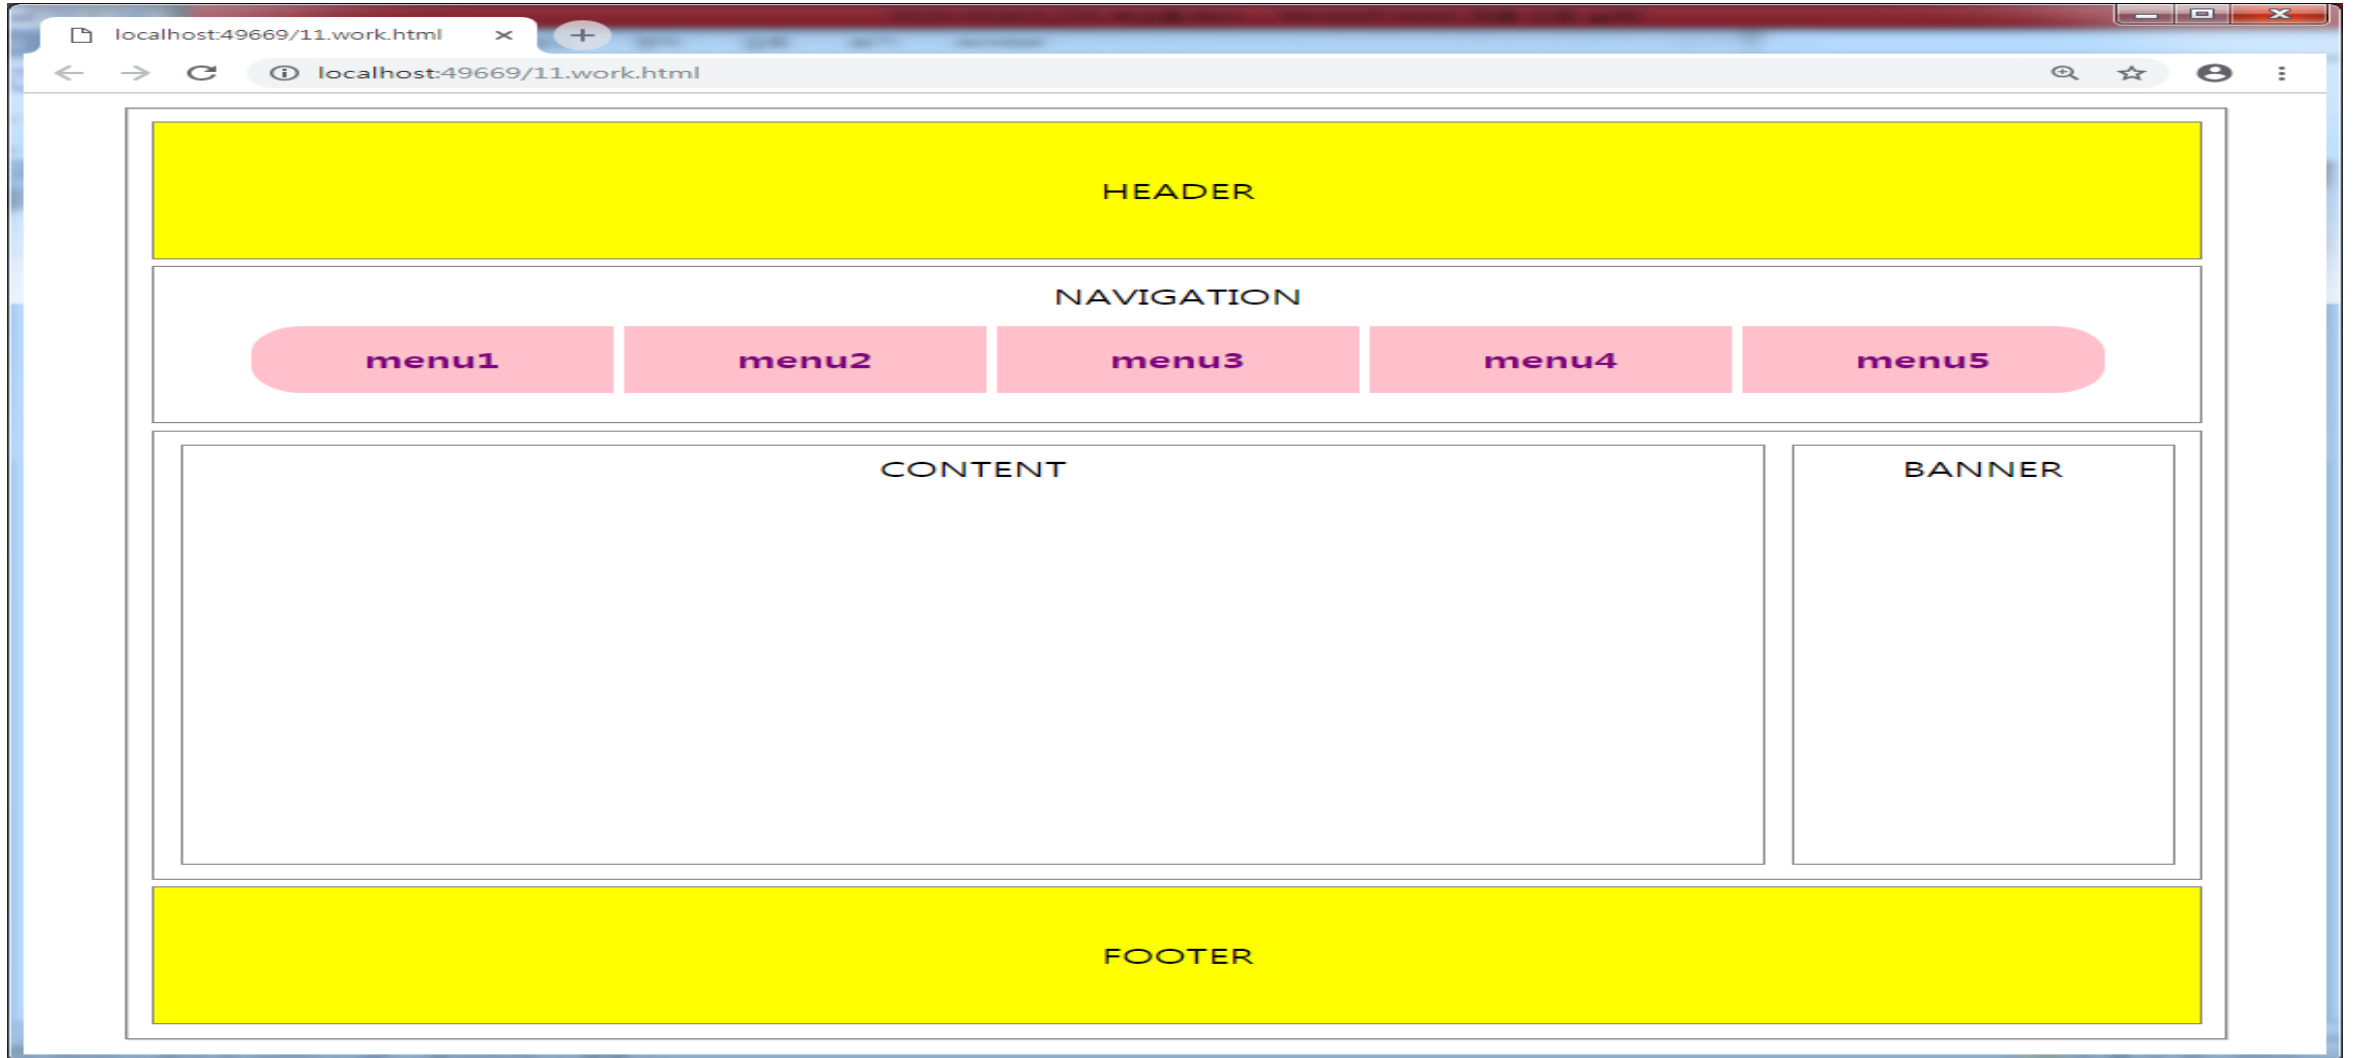 localhost:49669/11.work.html
localhost:49669/11.work.html
HEADER
NAVIGATION
menu1 menu2 menu3 menu4 menu5
CONTENT BANNER
FOOTER